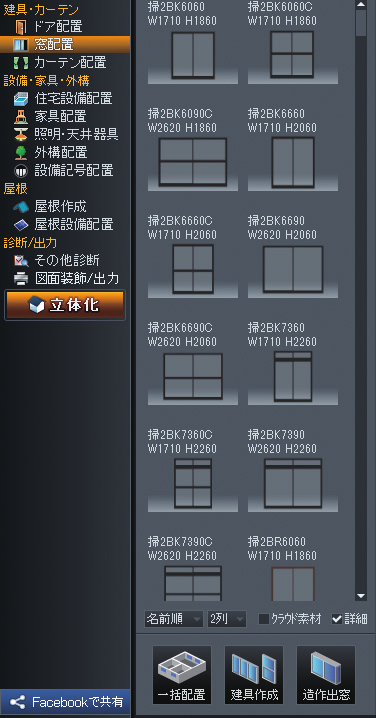 建具・カーテン
ドア配置
窓配置
カーテン配置
設備・家具・外構
住宅設備配置
家具配置
照明・天井器具
外構配置
設備記号配置
屋根
屋根作成
屋根設備配置
診断/出力
その他診断
図面装飾/出力
立体化
Facebookで共有
掃2BK6060
W1710 H1860
掃2BK6060C
W1710 H1860
掃2BK6090C
W2620 H1860
掃2BK6660
W1710 H2060
掃2BK6660C
W1710 H2060
掃2BK6690
W2620 H2060
掃2BK6690C
W2620 H2060
掃2BK7360
W1710 H2260
掃2BK7360C
W1710 H2260
掃2BK7390
W2620 H2260
掃2BK7390C
W2620 H2260
掃2BR6060
W1710 H1860
名前順
2列
クラウド素材
詳細
一括配置
建具作成
造作出窓